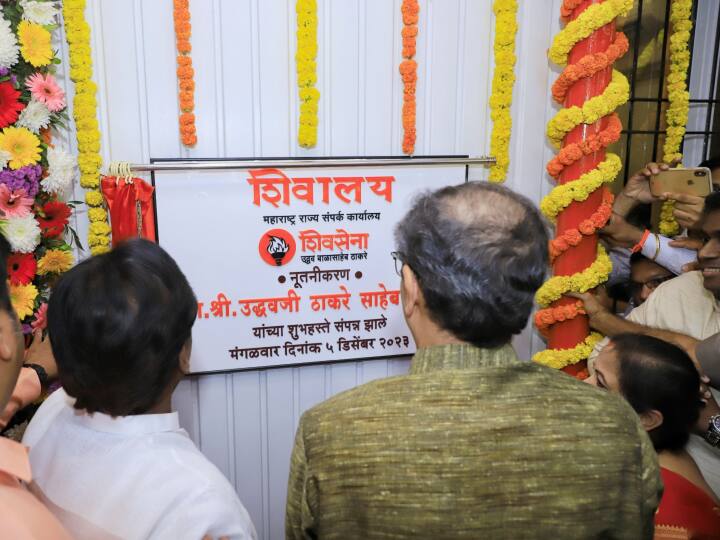 शिवालय
महाराष्ट्र राज्य संपर्क कार्यालय
शिवसेना
उद्धव बाळासाहेब ठाकरे
• नूतनीकरण •
.श्री.उद्धवजी ठाकरे साहेब
यांच्या शुभहस्ते संपन्न झाले
मंगळवार दिनांक ५ डिसेंबर २०२३